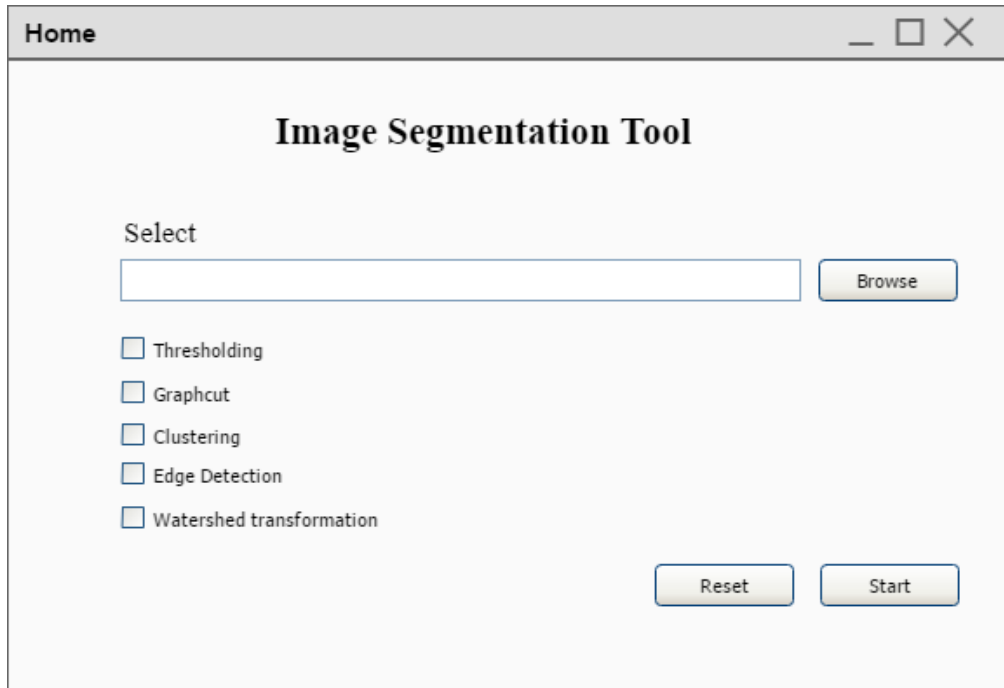 Home
Image Segmentation Tool
Select
Browse
Thresholding
Graphcut
Clustering
Edge Detection
Watershed transformation
Reset Start